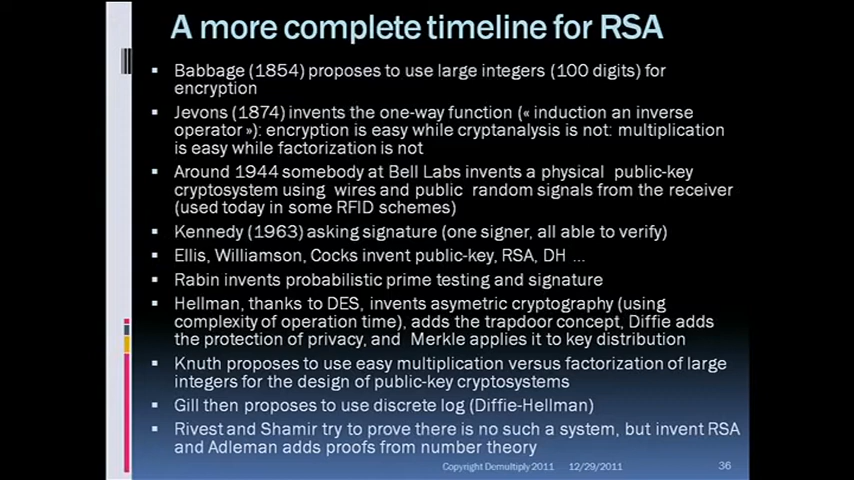 A more complete timeline for RSA
Babbage (1854) proposes to use large integers (100 digits) for
encryption
Jevons (1874) invents the one-way function (« induction an inverse
operator »): encryption is easy while cryptanalysis is not: multiplication
is easy while factorization is not
Around 1944 somebody at Bell Labs invents a physical public-key
cryptosystem using wires and public random signals from the receiver
(used today in some RFID schemes)
Kennedy (1963) asking signature (one signer, all able to verify)
Ellis, Williamson, Cocks invent public-key, RSA, DH ...
Rabin invents probabilistic prime testing and signature
Hellman, thanks to DES, invents asymetric cryptography (using
complexity of operation time), adds the trapdoor concept, Diffie adds
the protection of privacy, and Merkle applies it to key distribution
Knuth proposes to use easy multiplication versus factorization of large
integers for the design of public-key cryptosystems
Gill then proposes to use discrete log (Diffie-Hellman)
Rivest and Shamir try to prove there is no such a system, but invent RSA
and Adleman adds proofs from number theory
Copyright Demultiply 2011 12/29/2011 36